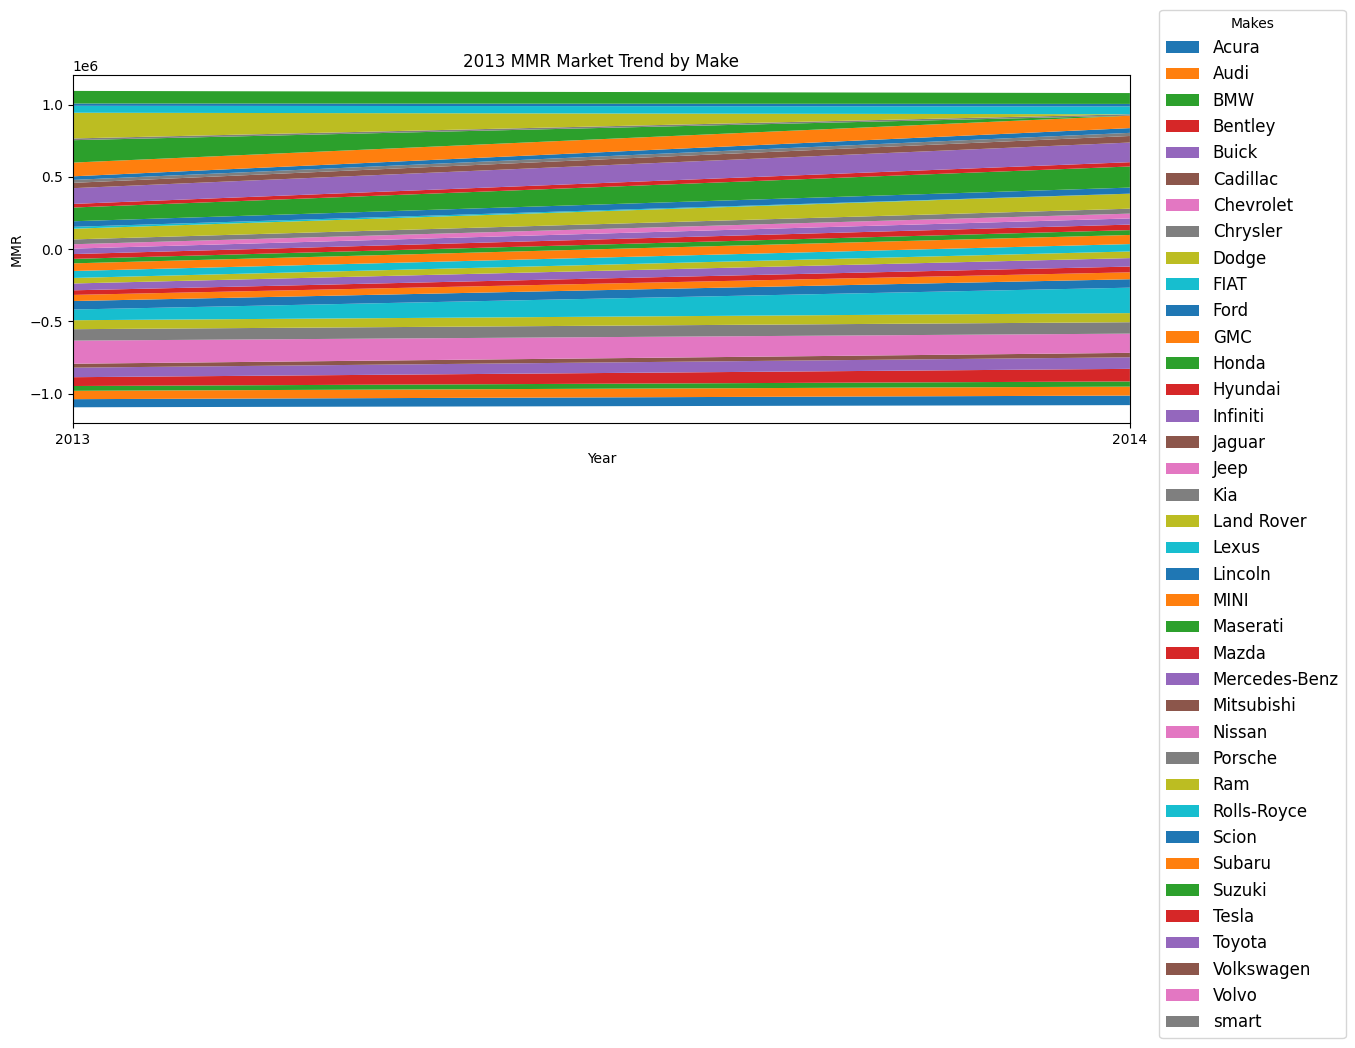 Makes
2013 MMR Market Trend by Make
1e6
1.0
0.5
0.0
−0.5
−1.0
MMR
2013
2014
Year
Acura
Audi
BMW
Bentley
Buick
Cadillac
Chevrolet
Chrysler
Dodge
FIAT
Ford
GMC
Honda
Hyundai
Infiniti
Jaguar
Jeep
Kia
Land Rover
Lexus
Lincoln
MINI
Maserati
Mazda
Mercedes-Benz
Mitsubishi
Nissan
Porsche
Ram
Rolls-Royce
Scion
Subaru
Suzuki
Tesla
Toyota
Volkswagen
Volvo
smart